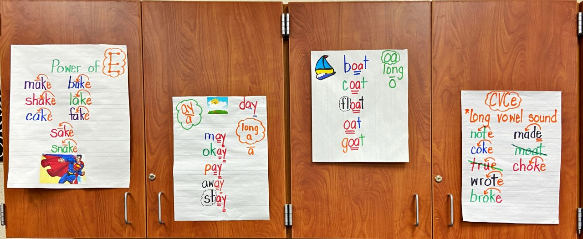 Power of E
make bake
shake lake
cake take
sake
snake
ay
a
day
long
a
ā
may
okay
pay
away
stay
boat
coat
float
oat
goat
oa
long
ō
CVCe
"long vowel sound"
note made
coke moat
true choke
wrote
broke